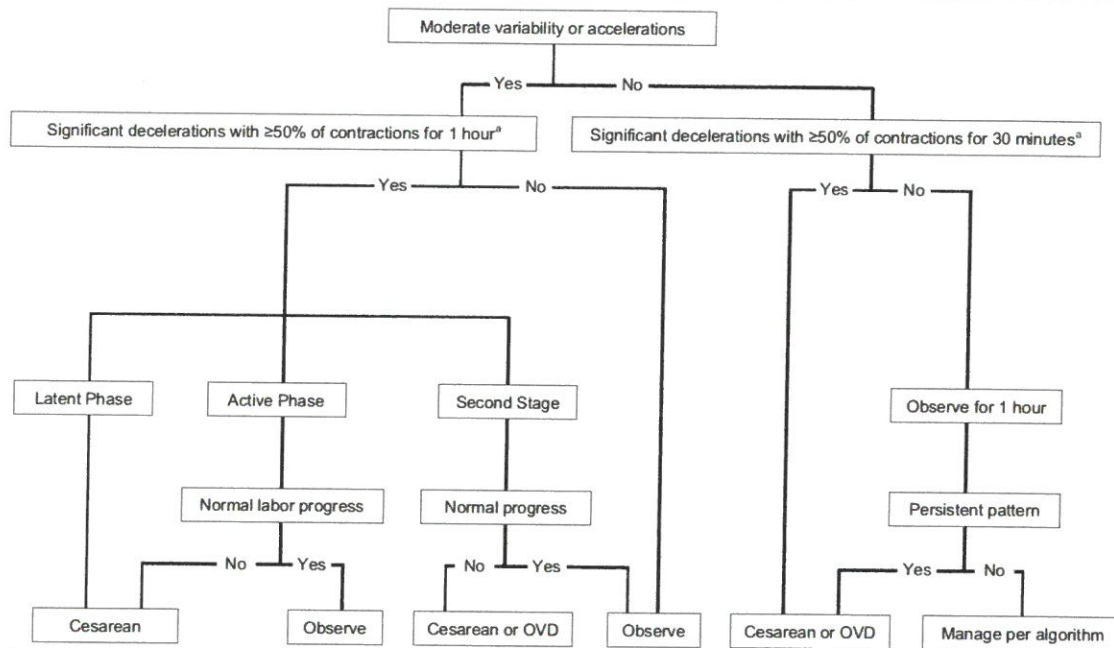 Moderate variability or accelerations
Yes No
Significant decelerations with ≥50% of contractions for 1 hourᵃ
Significant decelerations with ≥50% of contractions for 30 minutesᵃ
Yes No
Yes No
Latent Phase
Active Phase
Second Stage
Observe for 1 hour
Normal labor progress
Normal progress
Persistent pattern
No Yes
No Yes
Yes No
Cesarean
Observe
Cesarean or OVD
Observe
Cesarean or OVD
Manage per algorithm